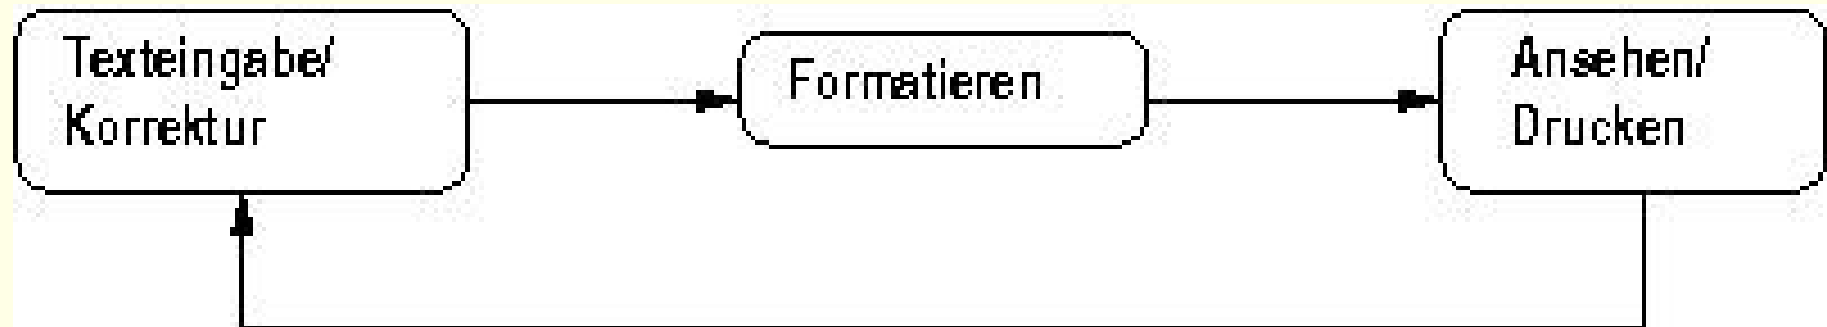 Texteingabe/
Korrektur
Formatieren
Ansehen/
Drucken